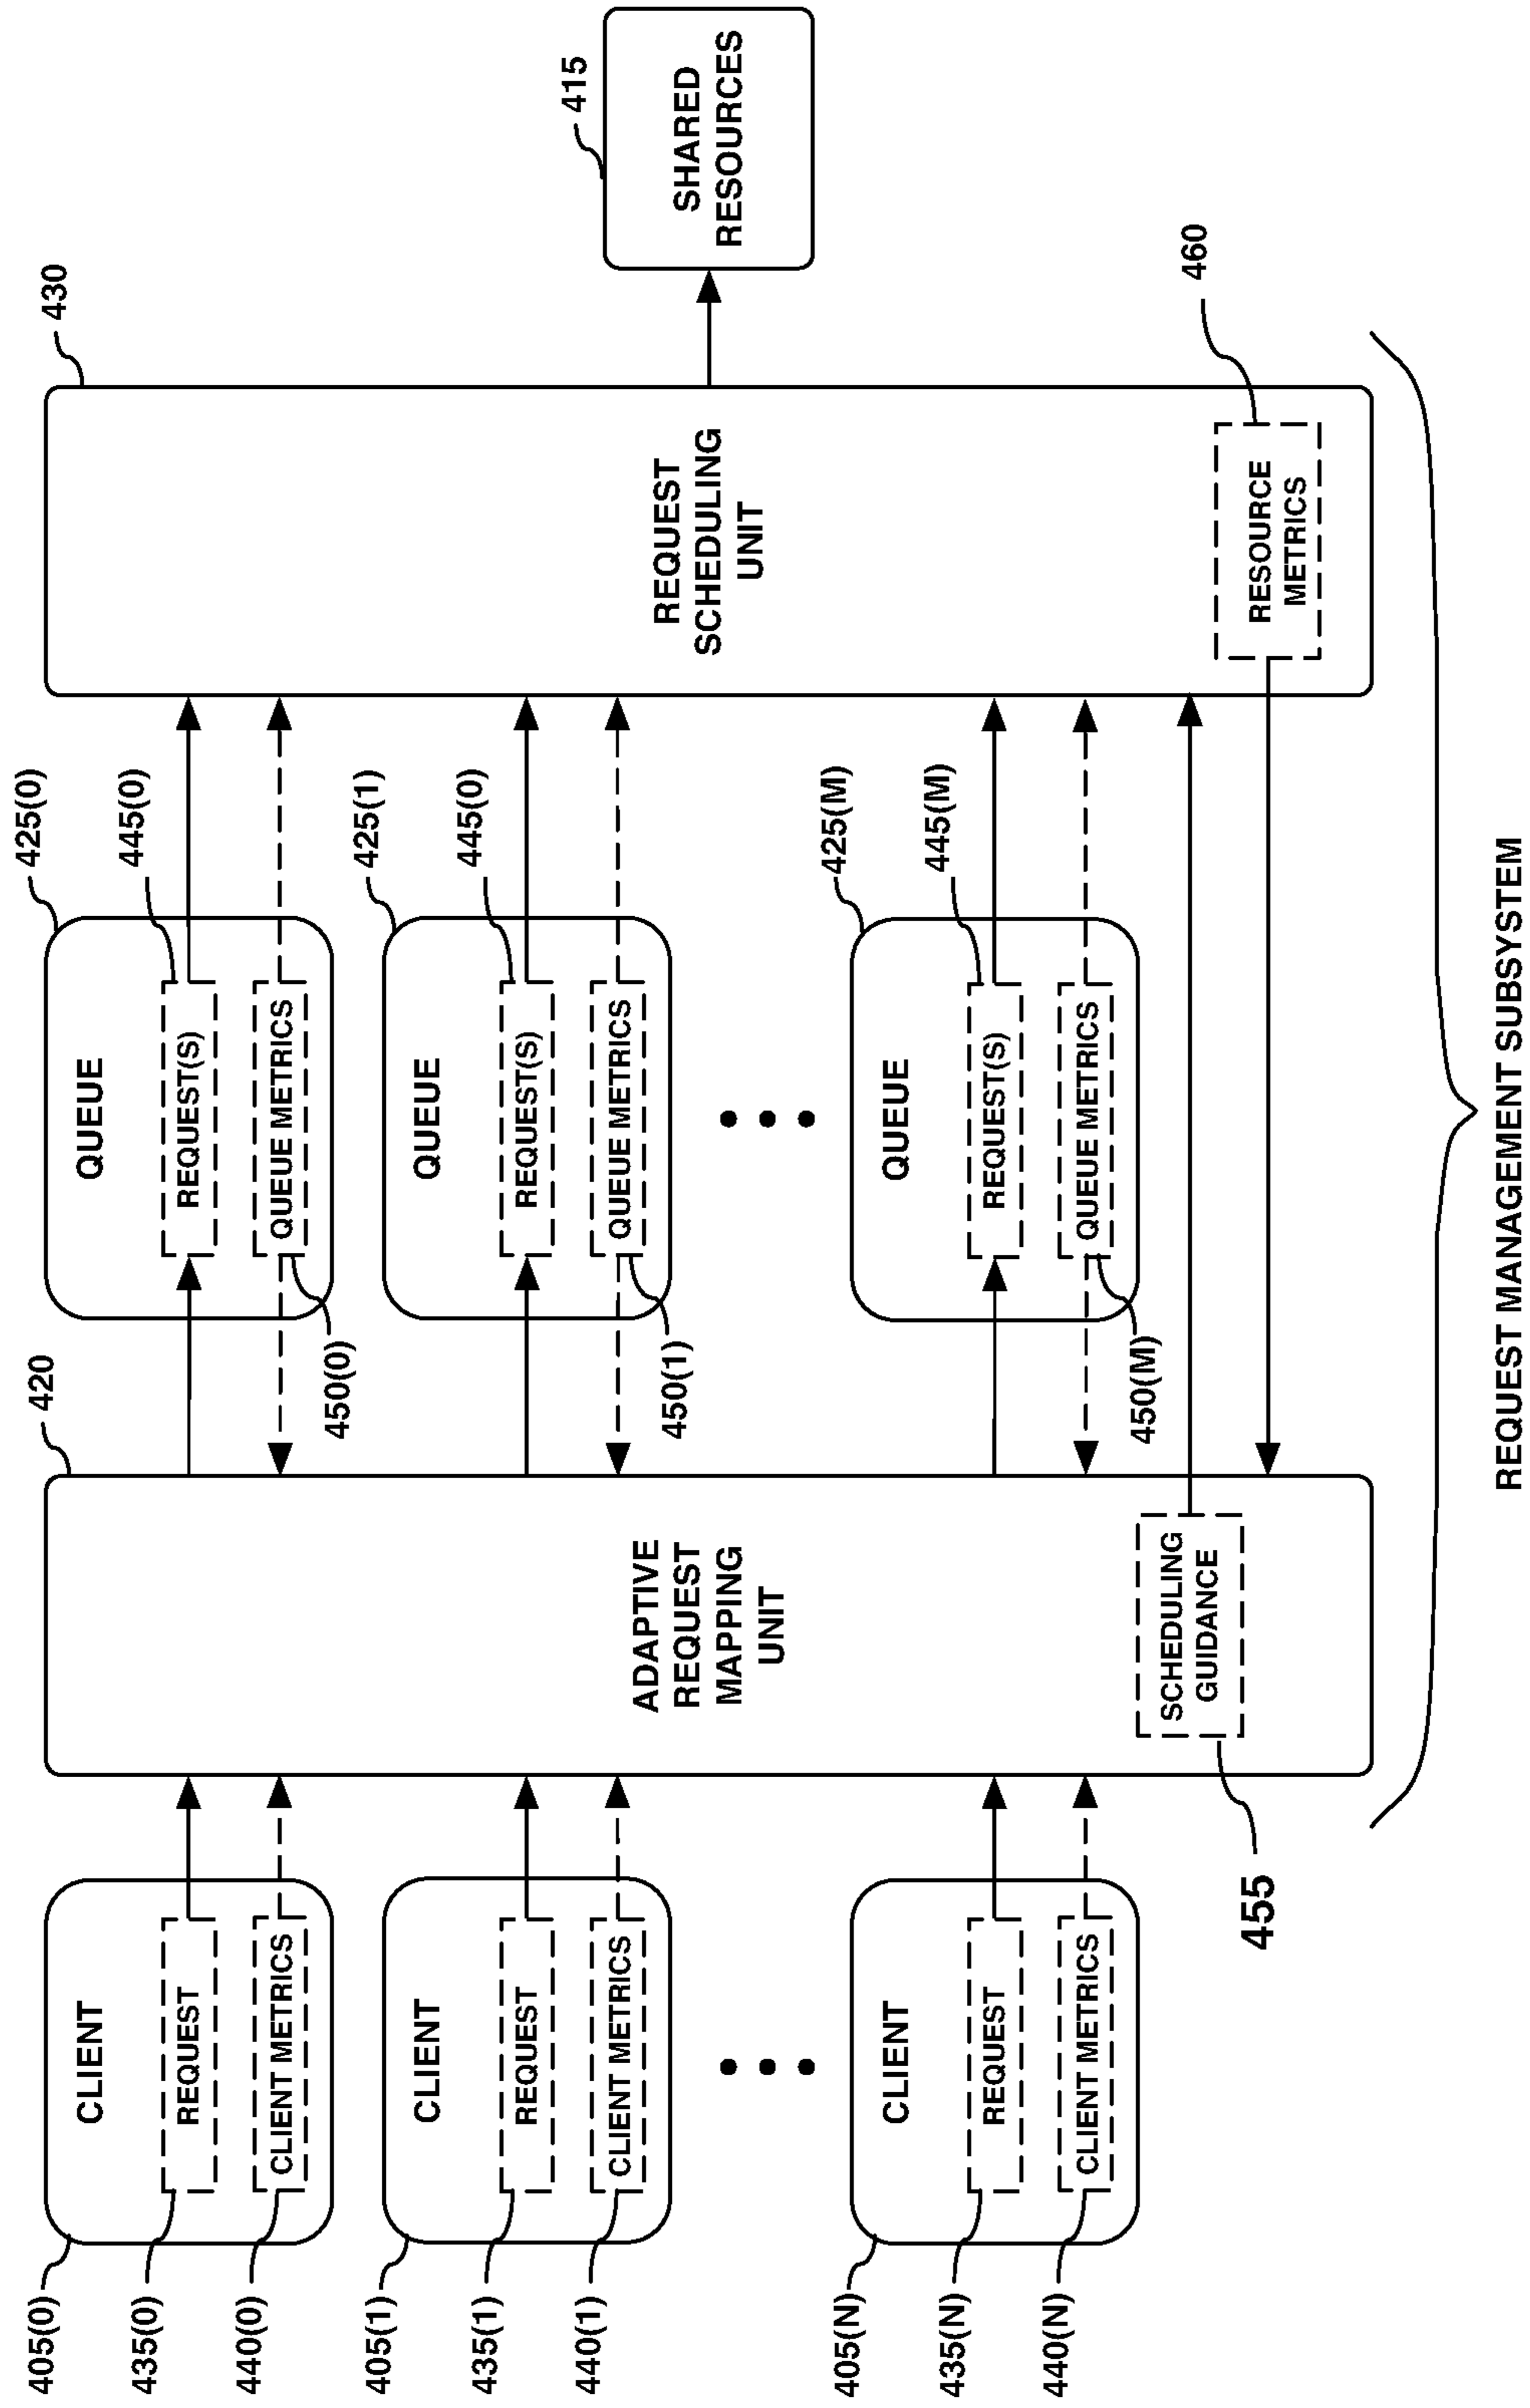 405(0)
435(0)
440(0)
CLIENT
REQUEST
CLIENT METRICS
405(1)
435(1)
440(1)
CLIENT
REQUEST
CLIENT METRICS
405(N)
435(N)
440(N)
CLIENT
REQUEST
CLIENT METRICS
420
ADAPTIVE
REQUEST
MAPPING
UNIT
SCHEDULING
GUIDANCE
455
425(0)
445(0)
QUEUE
REQUEST(S)
QUEUE METRICS
450(0)
425(1)
445(0)
QUEUE
REQUEST(S)
QUEUE METRICS
450(1)
425(M)
445(M)
QUEUE
REQUEST(S)
QUEUE METRICS
450(M)
430
REQUEST
SCHEDULING
UNIT
RESOURCE
METRICS
460
415
SHARED
RESOURCES
REQUEST MANAGEMENT SUBSYSTEM